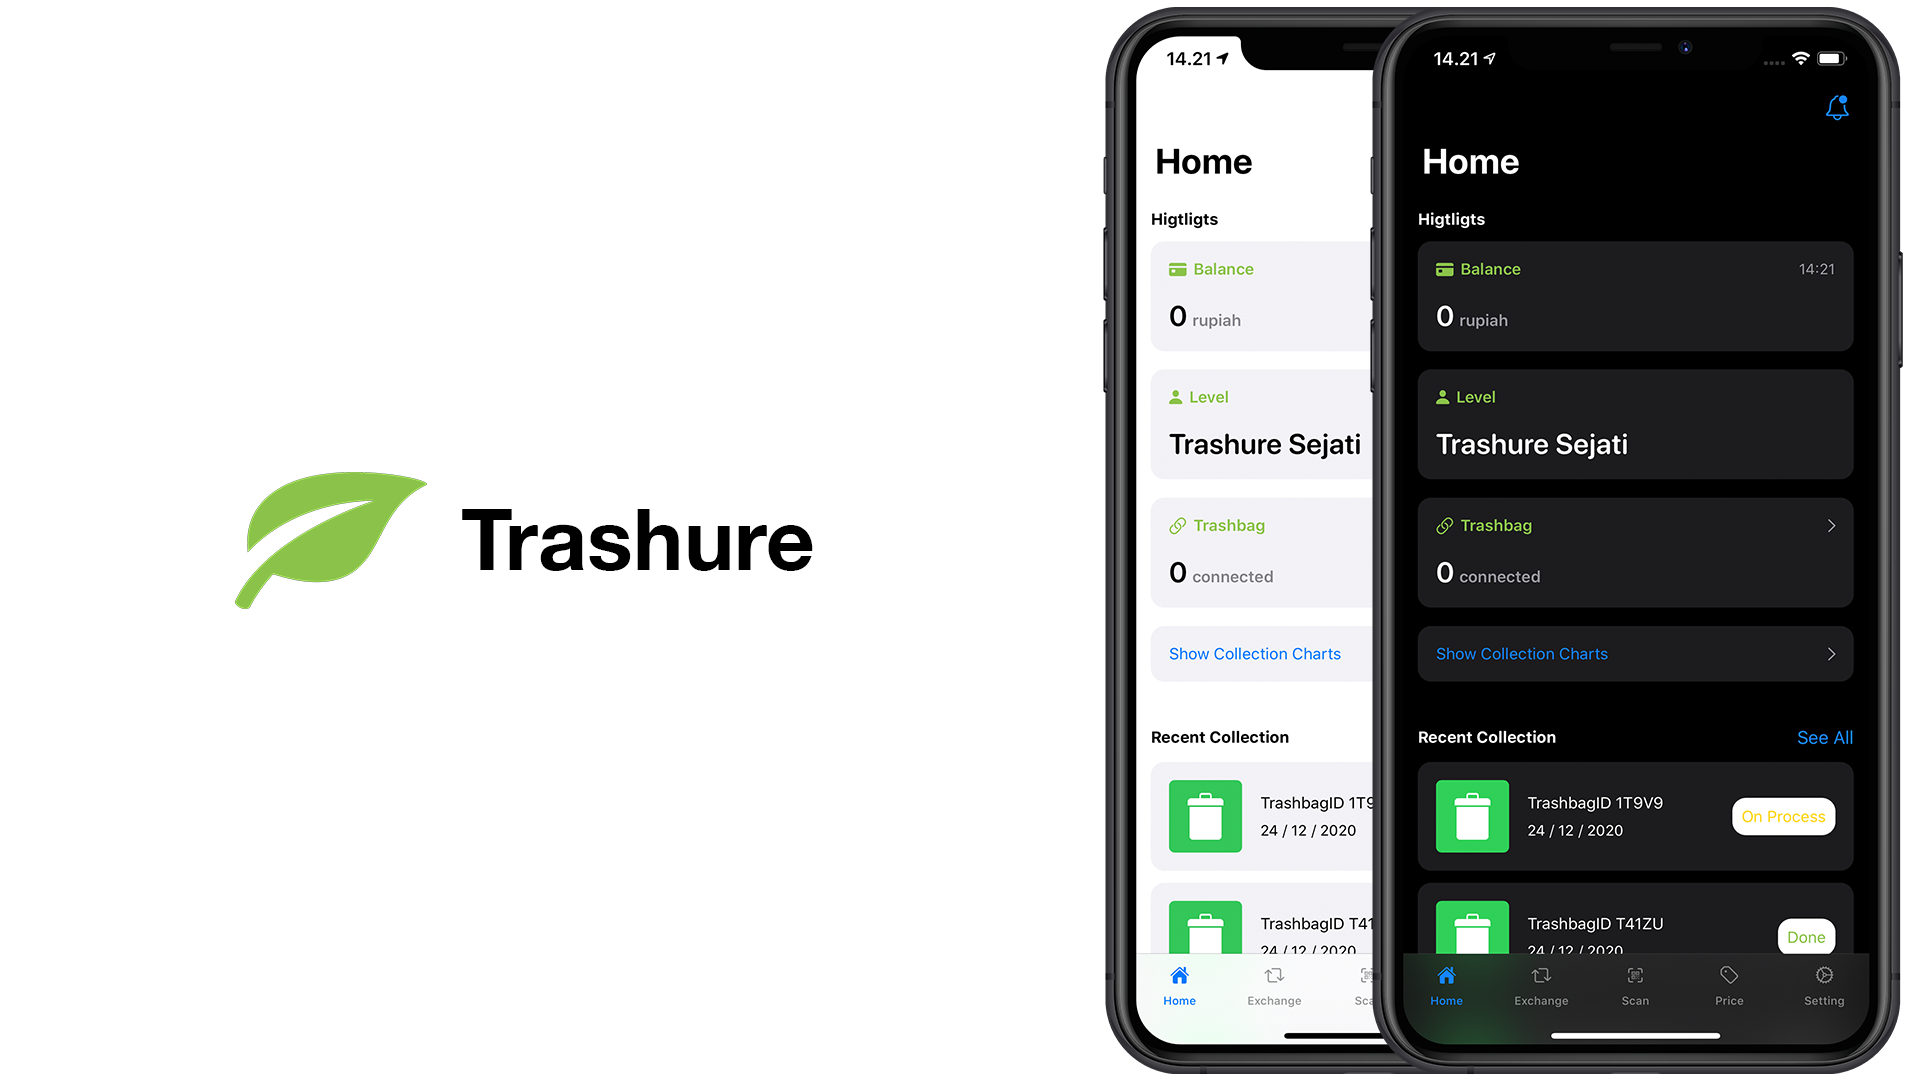 Trashure
14.21
Home
Higtligts
Balance
0 rupiah
Level
Trashure Sejati
Trashbag
0 connected
Show Collection Charts
Recent Collection
TrashbagID 1T9
24 / 12 / 2020
TrashbagID T41
24 / 12 / 2020
Home Exchange Sca
14.21
Home
Higtligts
Balance 14:21
0 rupiah
Level
Trashure Sejati
Trashbag
0 connected
Show Collection Charts
Recent Collection See All
TrashbagID 1T9V9
24 / 12 / 2020
On Process
TrashbagID T41ZU
24 / 12 / 2020
Done
Home Exchange Scan Price Setting